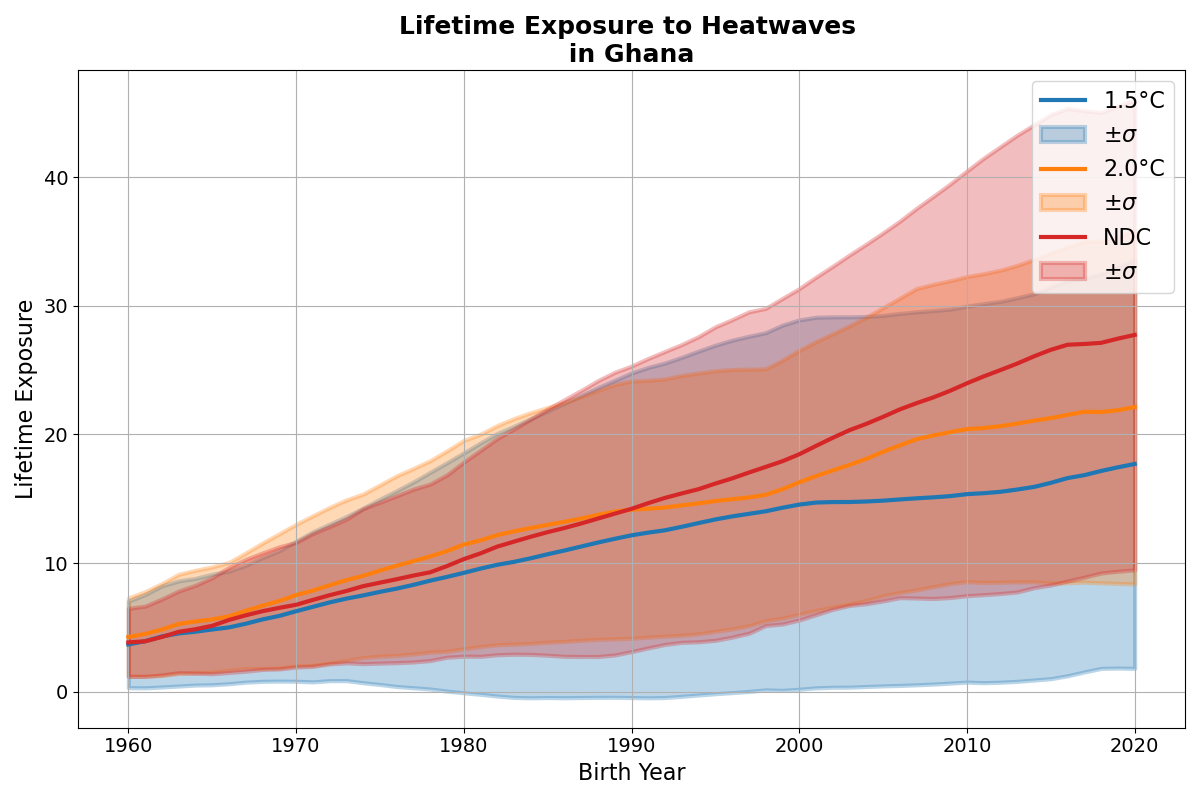 Lifetime Exposure to Heatwaves
in Ghana
Lifetime Exposure
40
30
20
10
0
1960
1970
1980
1990
2000
2010
2020
Birth Year
1.5°C
±σ
2.0°C
±σ
NDC
±σ